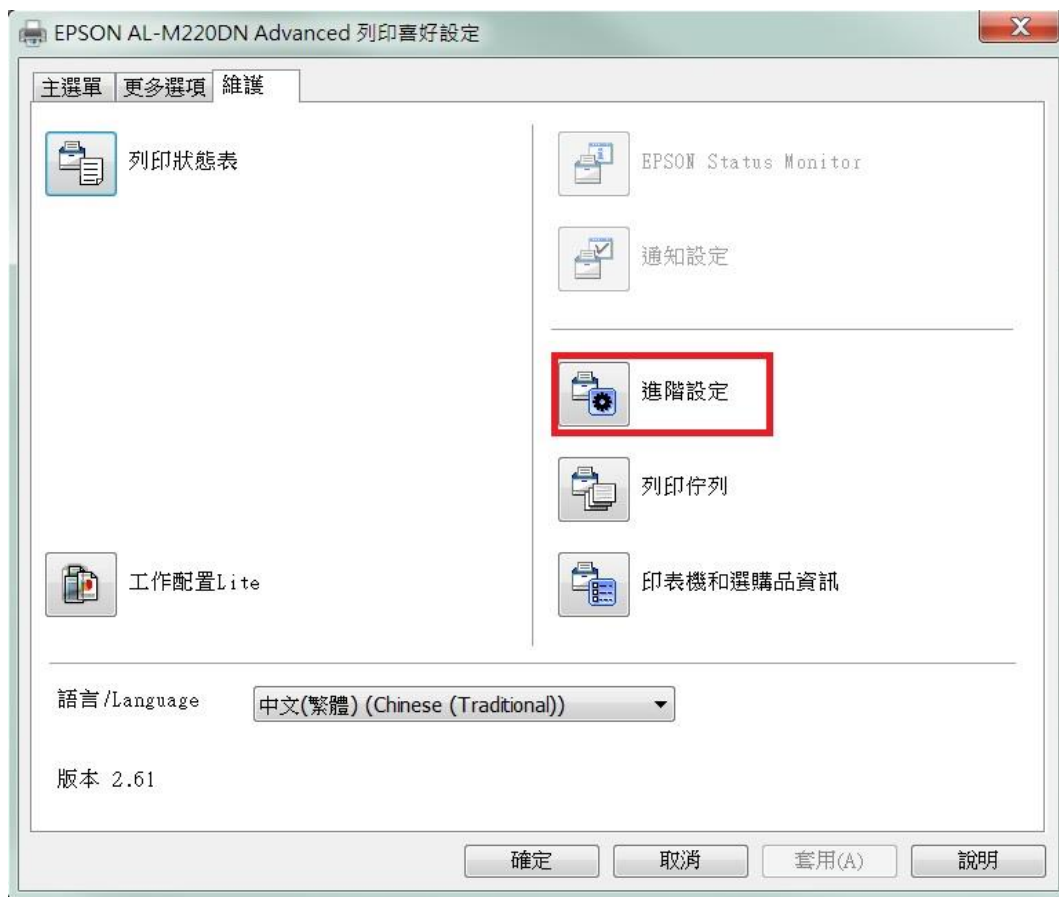 EPSON AL-M220DN Advanced 列印喜好設定
X
主選單 更多選項 維護
列印狀態表
EPSON Status Monitor
通知設定
進階設定
列印佇列
工作配置Lite
印表機和選購品資訊
語言/Language 中文(繁體) (Chinese (Traditional))
版本 2.61
確定 取消 套用(A) 說明